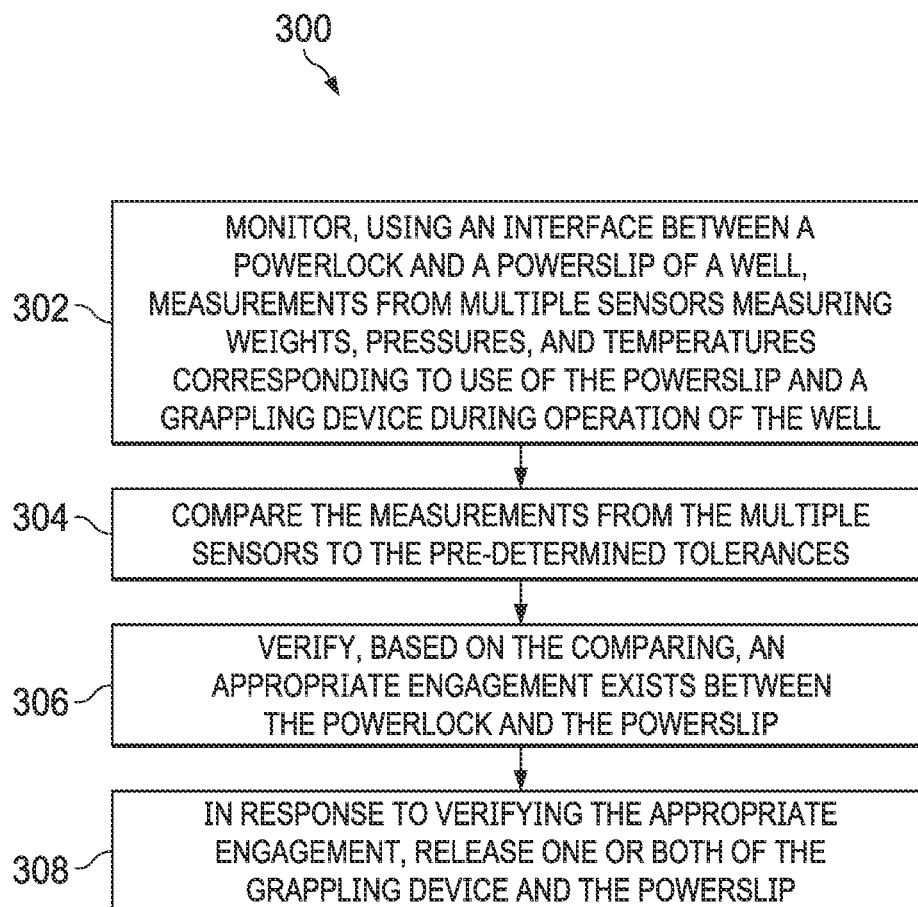 300
302
MONITOR, USING AN INTERFACE BETWEEN A
POWERLOCK AND A POWERSLIP OF A WELL,
MEASUREMENTS FROM MULTIPLE SENSORS MEASURING
WEIGHTS, PRESSURES, AND TEMPERATURES
CORRESPONDING TO USE OF THE POWERSLIP AND A
GRAPPLING DEVICE DURING OPERATION OF THE WELL
304
COMPARE THE MEASUREMENTS FROM THE MULTIPLE
SENSORS TO THE PRE-DETERMINED TOLERANCES
306
VERIFY, BASED ON THE COMPARING, AN
APPROPRIATE ENGAGEMENT EXISTS BETWEEN
THE POWERLOCK AND THE POWERSLIP
308
IN RESPONSE TO VERIFYING THE APPROPRIATE
ENGAGEMENT, RELEASE ONE OR BOTH OF THE
GRAPPLING DEVICE AND THE POWERSLIP